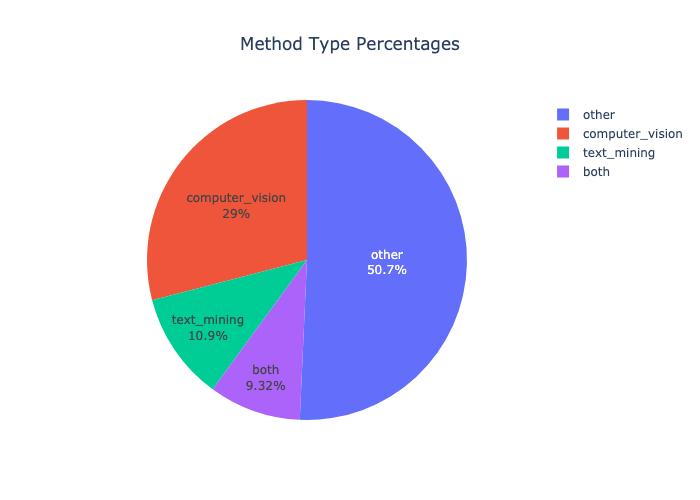 Method Type Percentages
other
computer_vision
text_mining
both
computer_vision
29%
other
50.7%
text_mining
10.9%
both
9.32%